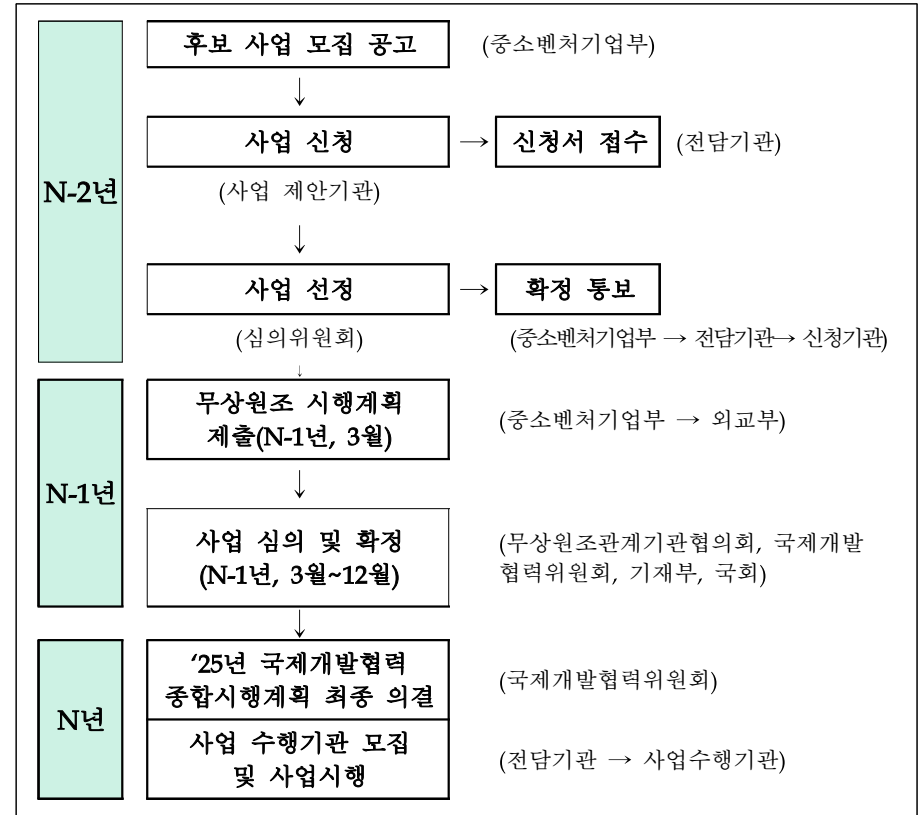 후보 사업 모집 공고 (중소벤처기업부)
↓
사업 신청 → 신청서 접수 (전담기관)
N-2년
(사업 제안기관)
↓
사업 선정 → 확정 통보
(심의위원회) (중소벤처기업부 → 전담기관→ 신청기관)
↓
무상원조 시행계획
제출(N-1년, 3월)
(중소벤처기업부 → 외교부)
↓
N-1년
사업 심의 및 확정
(N-1년, 3월~12월)
(무상원조관계기관협의회, 국제개발
협력위원회, 기재부, 국회)
↓
N년
‘25년 국제개발협력
종합시행계획 최종 의결
(국제개발협력위원회)
사업 수행기관 모집
및 사업시행
(전담기관 → 사업수행기관)